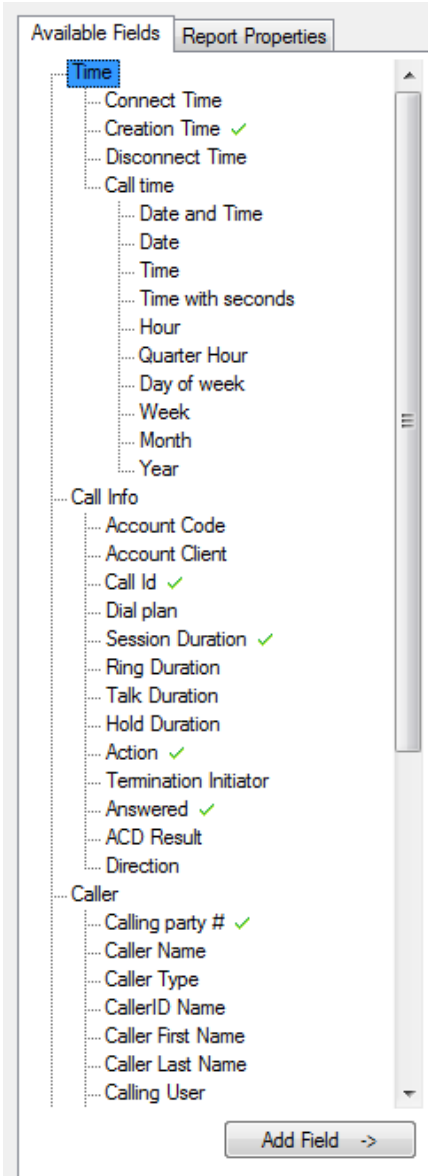 Available Fields Report Properties
Time
Connect Time
Creation Time
Disconnect Time
Call time
Date and Time
Date
Time
Time with seconds
Hour
Quarter Hour
Day of week
Week
Month
Year
Call Info
Account Code
Account Client
Call Id
Dial plan
Session Duration
Ring Duration
Talk Duration
Hold Duration
Action
Termination Initiator
Answered
ACD Result
Direction
Caller
Calling party #
Caller Name
Caller Type
CallerID Name
Caller First Name
Caller Last Name
Calling User
Add Field ->